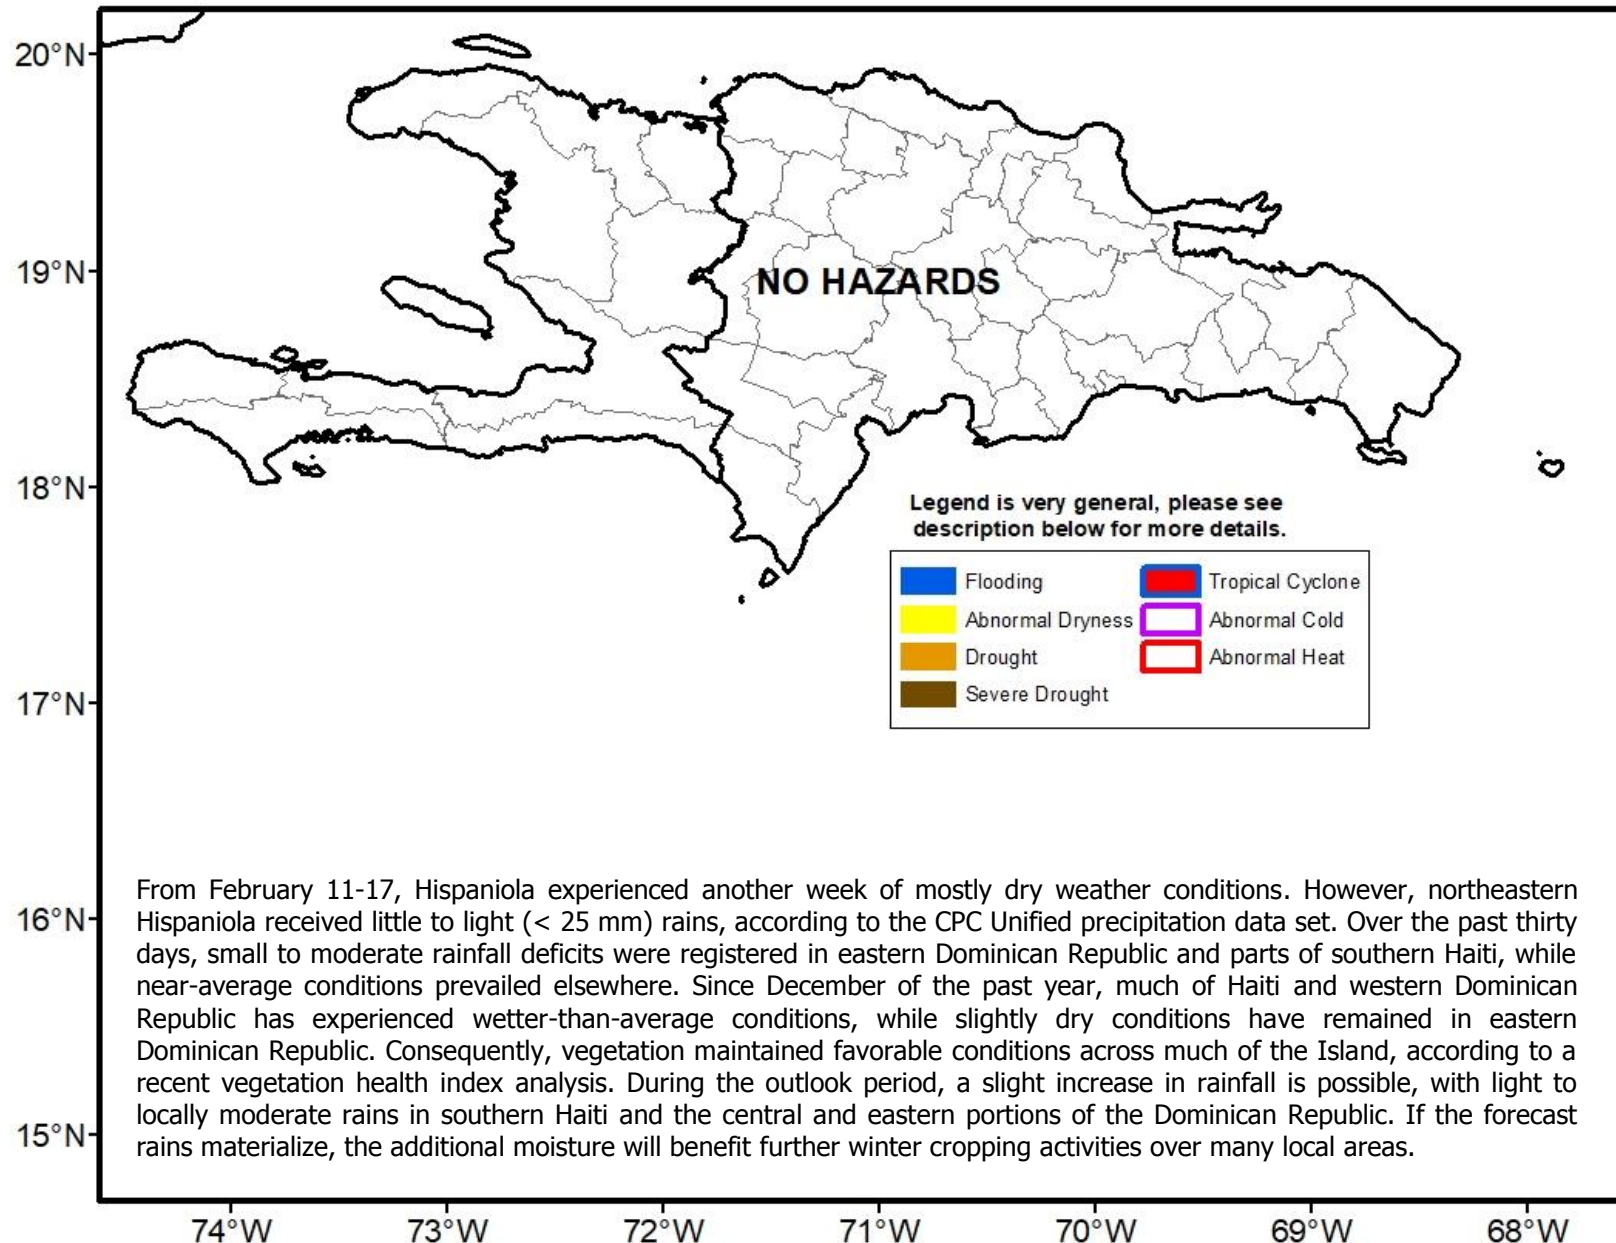 20°N
19°N
18°N
17°N
16°N
15°N
NO HAZARDS
Legend is very general, please see
description below for more details.
Flooding
Tropical Cyclone
Abnormal Dryness
Abnormal Cold
Drought
Abnormal Heat
Severe Drought
From February 11-17, Hispaniola experienced another week of mostly dry weather conditions. However, northeastern
Hispaniola received little to light (< 25 mm) rains, according to the CPC Unified precipitation data set. Over the past thirty
days, small to moderate rainfall deficits were registered in eastern Dominican Republic and parts of southern Haiti, while
near-average conditions prevailed elsewhere. Since December of the past year, much of Haiti and western Dominican
Republic has experienced wetter-than-average conditions, while slightly dry conditions have remained in eastern
Dominican Republic. Consequently, vegetation maintained favorable conditions across much of the Island, according to a
recent vegetation health index analysis. During the outlook period, a slight increase in rainfall is possible, with light to
locally moderate rains in southern Haiti and the central and eastern portions of the Dominican Republic. If the forecast
rains materialize, the additional moisture will benefit further winter cropping activities over many local areas.
74°W
73°W
72°W
71°W
70°W
69°W
68°W